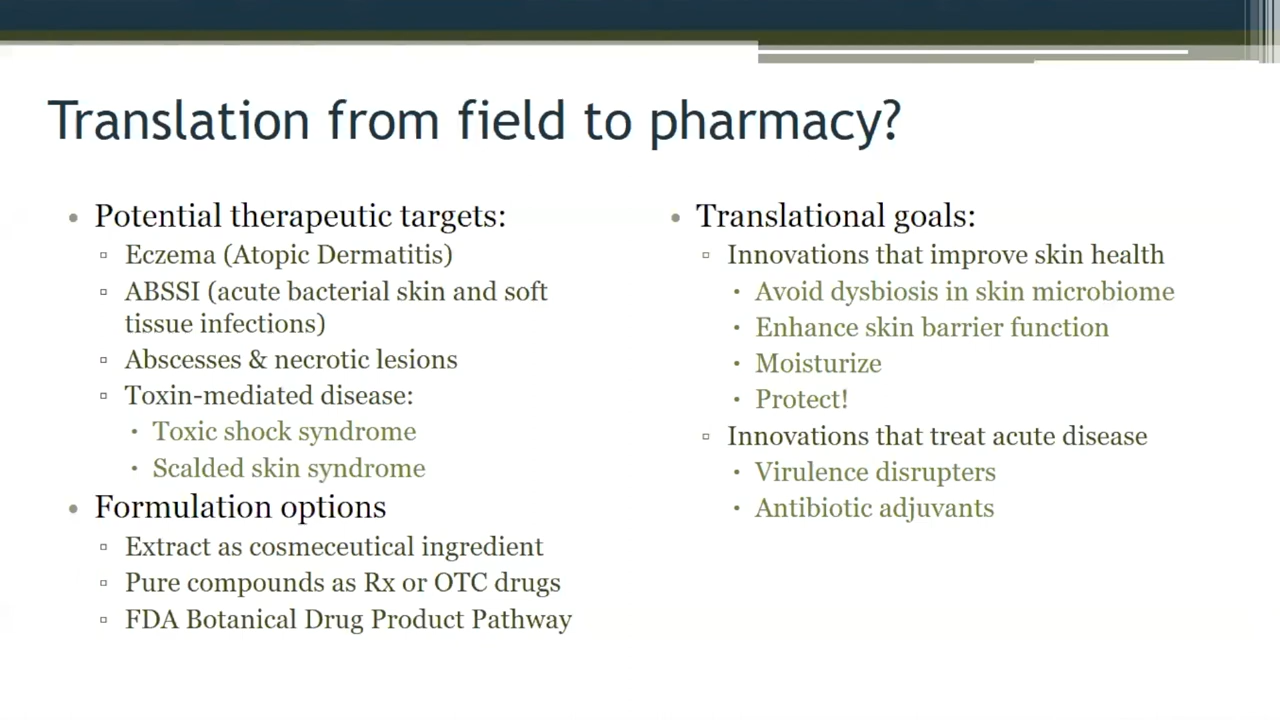 Translation from field to pharmacy?
• Potential therapeutic targets:
▫ Eczema (Atopic Dermatitis)
▫ ABSSI (acute bacterial skin and soft
tissue infections)
▫ Abscesses & necrotic lesions
▫ Toxin-mediated disease:
• Toxic shock syndrome
• Scalded skin syndrome
• Formulation options
▫ Extract as cosmeceutical ingredient
▫ Pure compounds as Rx or OTC drugs
▫ FDA Botanical Drug Product Pathway
• Translational goals:
▫ Innovations that improve skin health
• Avoid dysbiosis in skin microbiome
• Enhance skin barrier function
• Moisturize
• Protect!
▫ Innovations that treat acute disease
• Virulence disrupters
• Antibiotic adjuvants